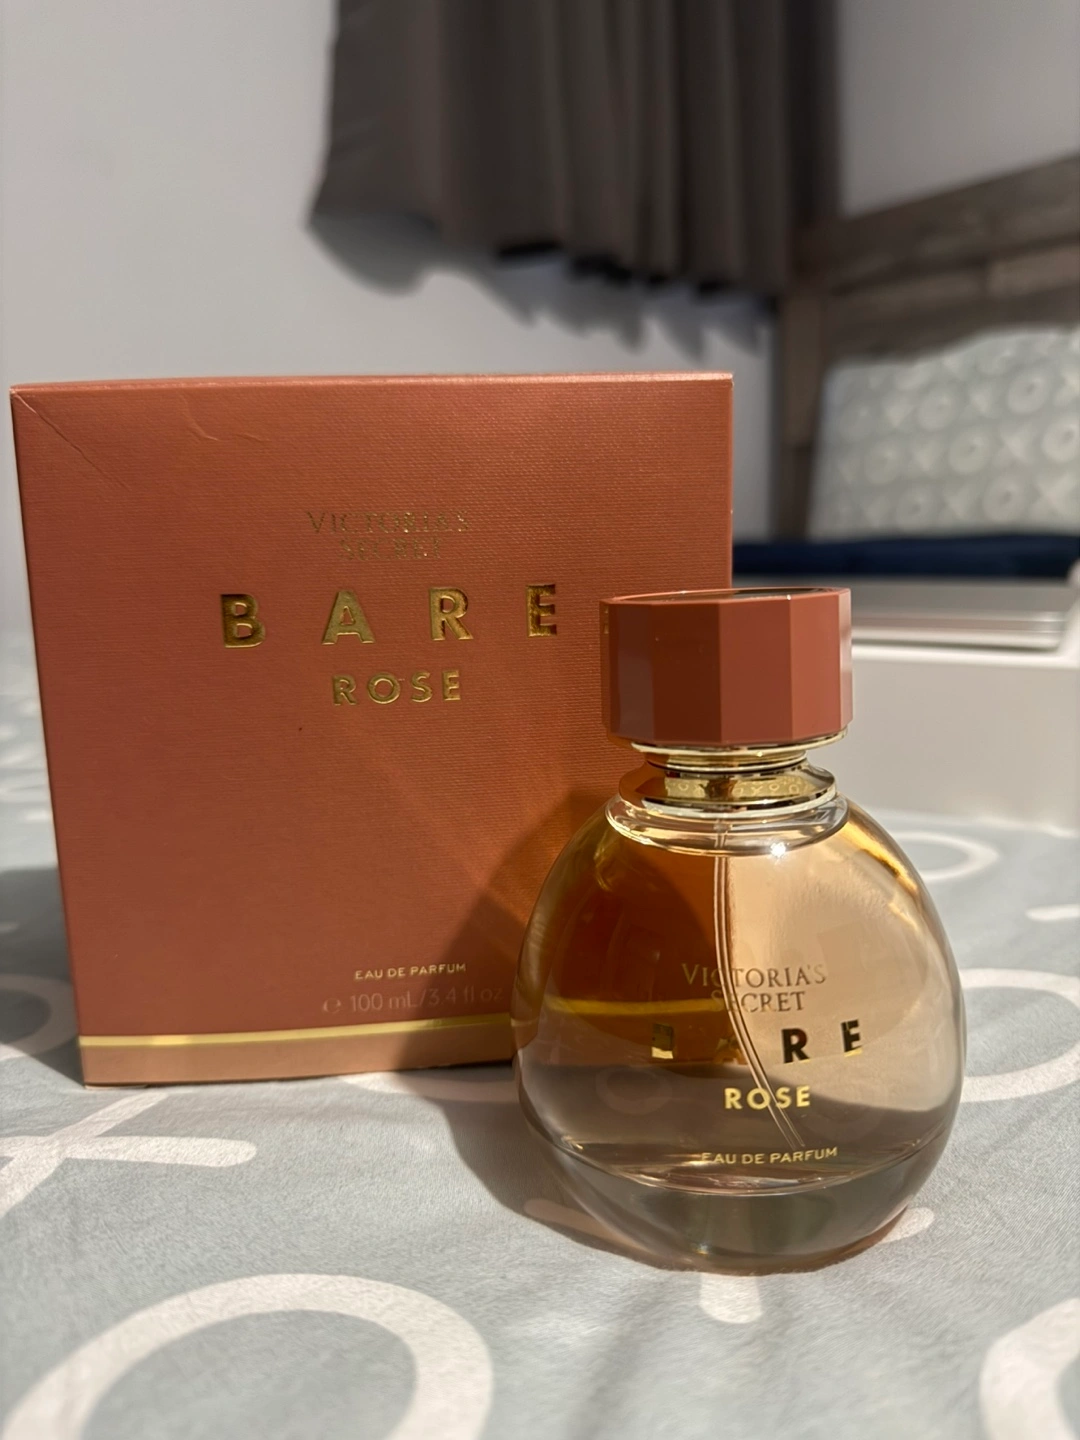 VICTORIA'S
SECRET
BARE
ROSE
EAU DE PARFUM
℮ 100 mL/3.4 fl oz
VICTORIA'S
SECRET
BARE
ROSE
EAU DE PARFUM